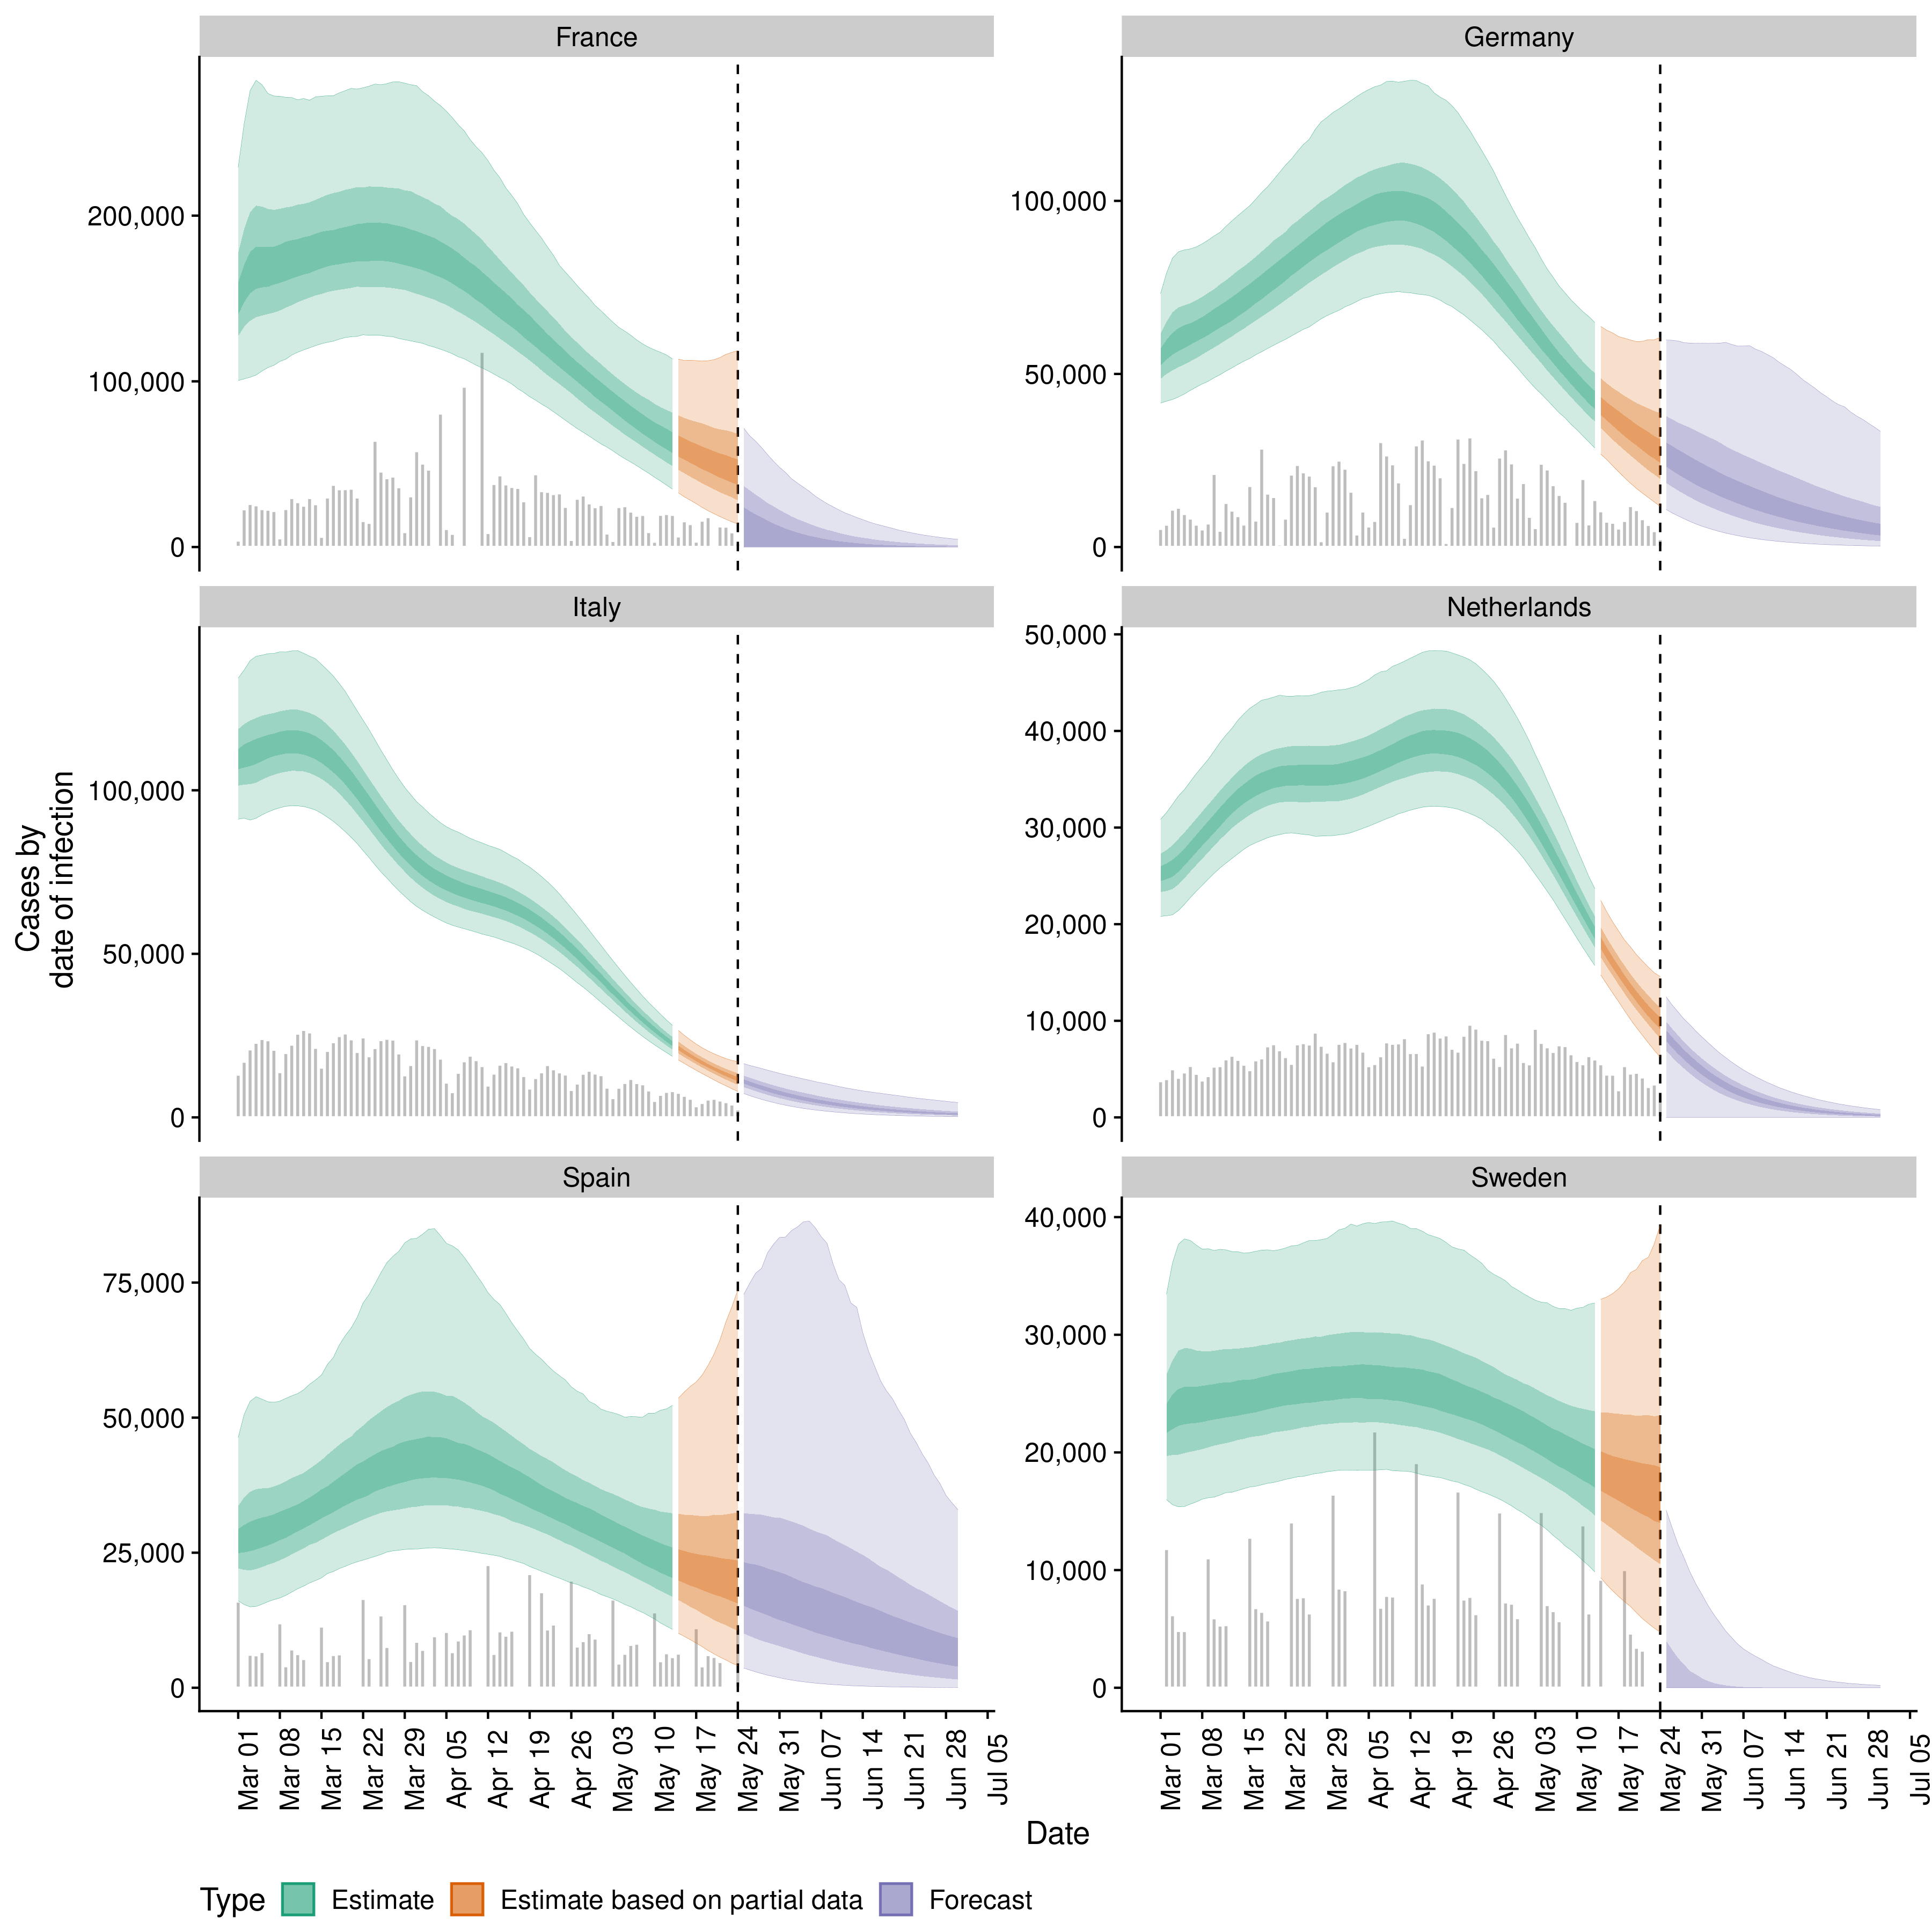 France
Germany
200,000
100,000
0
100,000
50,000
0
Italy
Netherlands
100,000
50,000
0
50,000
40,000
30,000
20,000
10,000
0
Cases by
date of infection
Spain
Sweden
75,000
50,000
25,000
0
40,000
30,000
20,000
10,000
0
Mar 01
Mar 08
Mar 15
Mar 22
Mar 29
Apr 05
Apr 12
Apr 19
Apr 26
May 03
May 10
May 17
May 24
May 31
Jun 07
Jun 14
Jun 21
Jun 28
Jul 05
Mar 01
Mar 08
Mar 15
Mar 22
Mar 29
Apr 05
Apr 12
Apr 19
Apr 26
May 03
May 10
May 17
May 24
May 31
Jun 07
Jun 14
Jun 21
Jun 28
Jul 05
Date
Type Estimate Estimate based on partial data Forecast